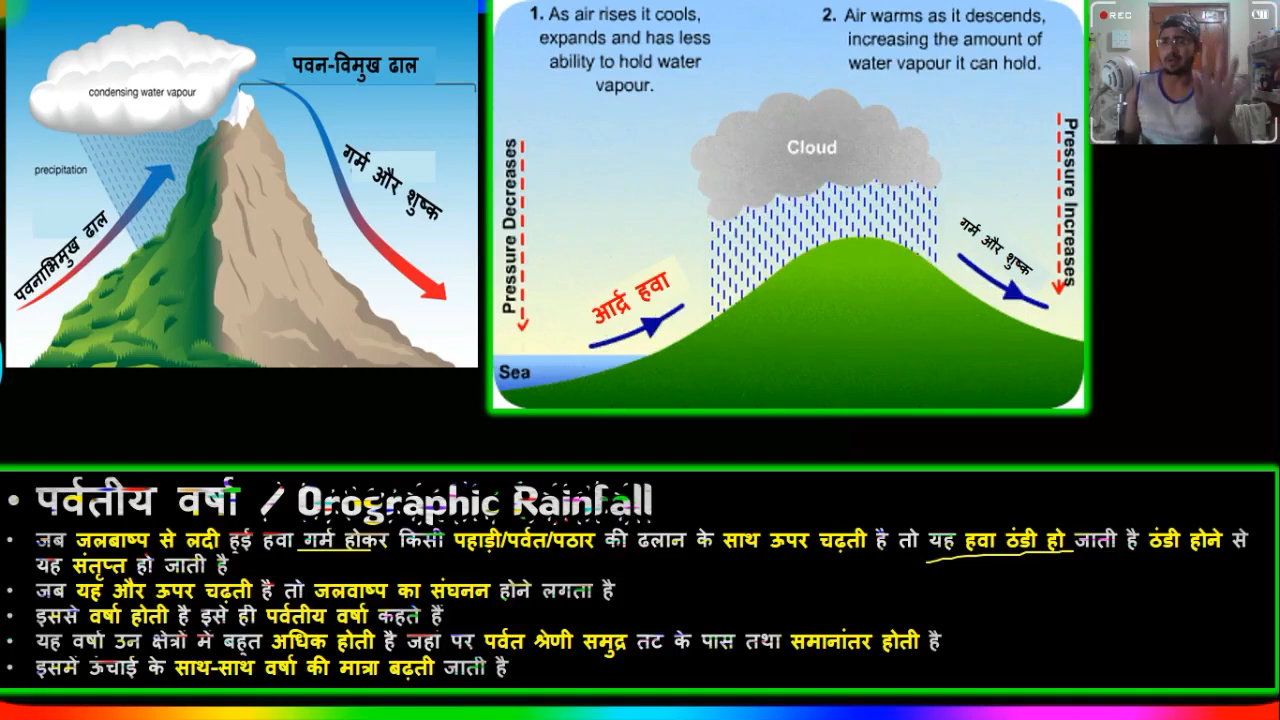 condensing water vapour
पवन-विमुख ढाल
precipitation
गर्म और शुष्क
पवनाभिमुख ढाल
1. As air rises it cools,
expands and has less
ability to hold water
vapour.
2. Air warms as it descends,
increasing the amount of
water vapour it can hold.
Pressure Decreases
Cloud
Pressure Increases
गर्म और शुष्क
आर्द्र हवा
Sea
REC
• पर्वतीय वर्षा / Orographic Rainfall
• जब जलबाष्प से लदी हुई हवा गर्म होकर किसी पहाड़ी/पर्वत/पठार की ढलान के साथ ऊपर चढ़ती है तो यह हवा ठंडी हो जाती है ठंडी होने से
यह संतृप्त हो जाती है
• जब यह और ऊपर चढ़ती है तो जलवाष्प का संघनन होने लगता है
• इससे वर्षा होती है इसे ही पर्वतीय वर्षा कहते हैं
• यह वर्षा उन क्षेत्रों में बहुत अधिक होती है जहां पर पर्वत श्रेणी समुद्र तट के पास तथा समानांतर होती है
• इसमें ऊंचाई के साथ-साथ वर्षा की मात्रा बढ़ती जाती है